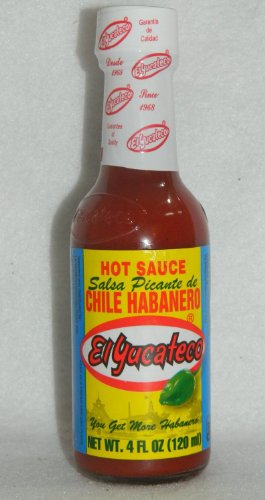 Garantía
de
Calidad
El Yucateco
Desde
1968
El Yucateco
Since
1968
Guarantee
of
Quality
El Yucateco
HOT SAUCE
Salsa Picante de
CHILE HABANERO
®
El Yucateco
You Get More Habanero
NET WT. 4 FL OZ (120 ml)